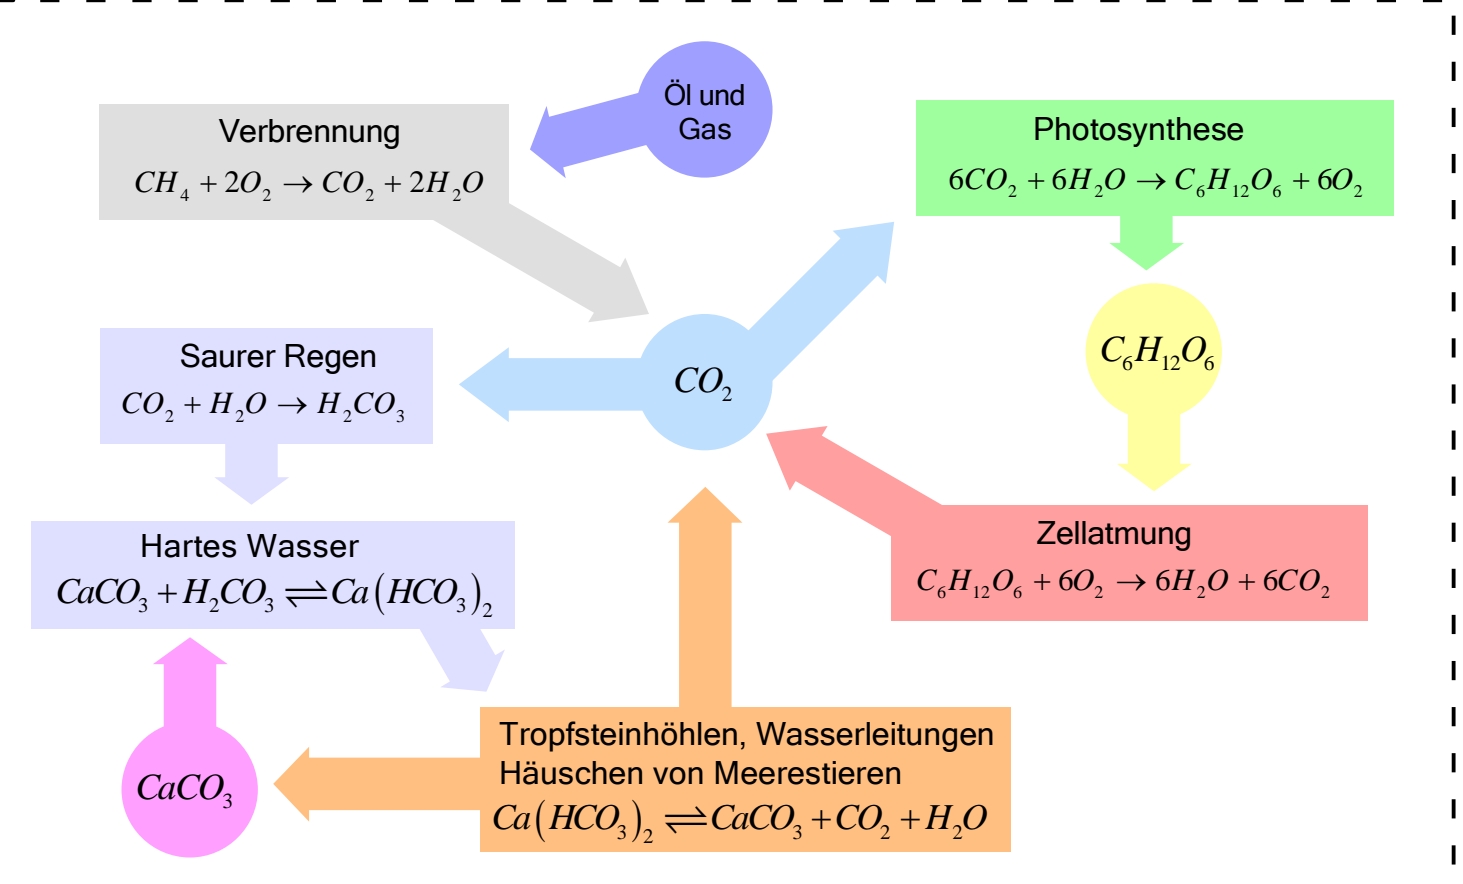 Öl und
Gas
Verbrennung
CH₄ + 2O₂ → CO₂ + 2H₂O
Photosynthese
6CO₂ + 6H₂O → C₆H₁₂O₆ + 6O₂
Saurer Regen
CO₂ + H₂O → H₂CO₃
CO₂
C₆H₁₂O₆
Hartes Wasser
CaCO₃ + H₂CO₃ ⇌ Ca(HCO₃)₂
Zellatmung
C₆H₁₂O₆ + 6O₂ → 6H₂O + 6CO₂
CaCO₃
Tropfsteinhöhlen, Wasserleitungen
Häuschen von Meerestieren
Ca(HCO₃)₂ ⇌ CaCO₃ + CO₂ + H₂O